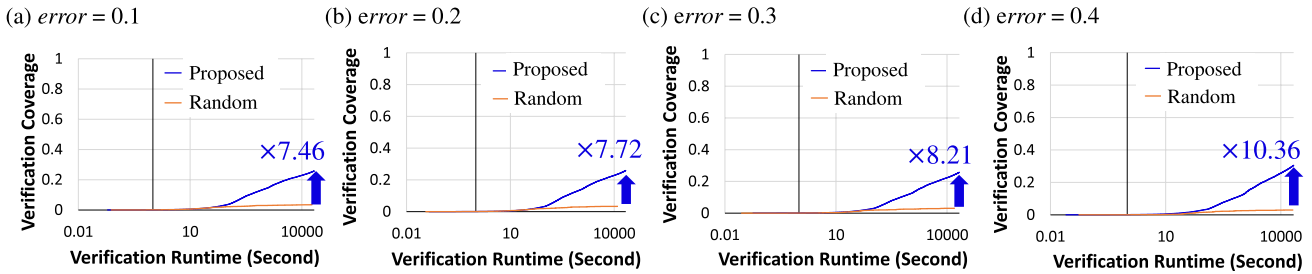 (a) error = 0.1
Verification Coverage
1
0.8
0.6
0.4
0.2
0
Proposed
Random
×7.46
0.01
10
10000
Verification Runtime (Second)
(b) error = 0.2
Verification Coverage
1
0.8
0.6
0.4
0.2
0
Proposed
Random
×7.72
0.01
10
10000
Verification Runtime (Second)
(c) error = 0.3
Verification Coverage
1
0.8
0.6
0.4
0.2
0
Proposed
Random
×8.21
0.01
10
10000
Verification Runtime (Second)
(d) error = 0.4
Verification Coverage
1
0.8
0.6
0.4
0.2
0
Proposed
Random
×10.36
0.01
10
10000
Verification Runtime (Second)